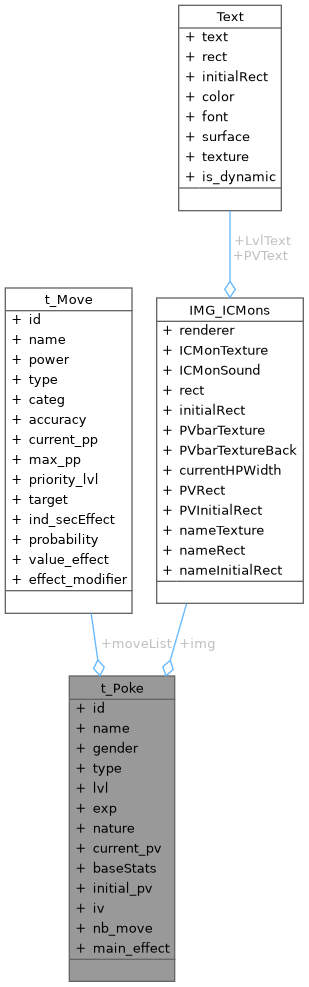 Text
+ text
+ rect
+ initialRect
+ color
+ font
+ surface
+ texture
+ is_dynamic
+LvlText
+PVText
t_Move
+ id
+ name
+ power
+ type
+ categ
+ accuracy
+ current_pp
+ max_pp
+ priority_lvl
+ target
+ ind_secEffect
+ probability
+ value_effect
+ effect_modifier
IMG_ICMons
+ renderer
+ ICMonTexture
+ ICMonSound
+ rect
+ initialRect
+ PVbarTexture
+ PVbarTextureBack
+ currentHPWidth
+ PVRect
+ PVInitialRect
+ nameTexture
+ nameRect
+ nameInitialRect
+moveList
+img
t_Poke
+ id
+ name
+ gender
+ type
+ lvl
+ exp
+ nature
+ current_pv
+ baseStats
+ initial_pv
+ iv
+ nb_move
+ main_effect